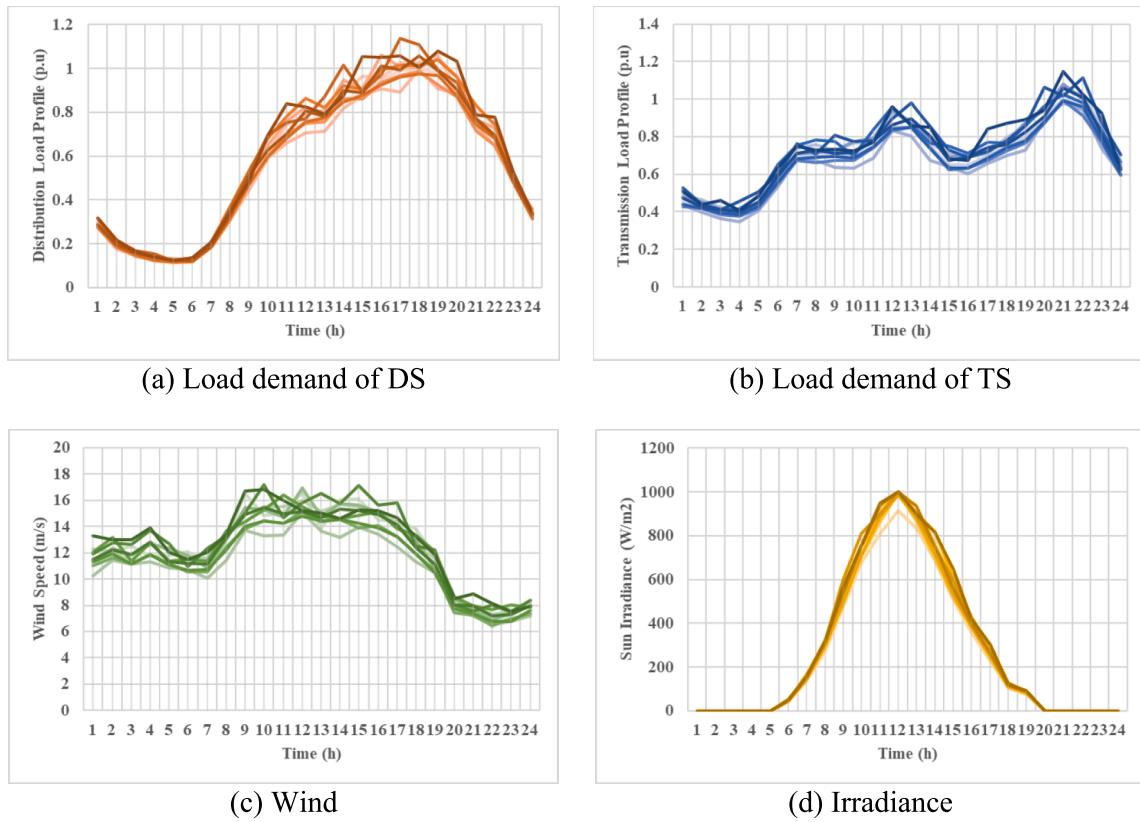 Distribution Load Profile (p.u)
1.2
1
0.8
0.6
0.4
0.2
0
1 2 3 4 5 6 7 8 9 10 11 12 13 14 15 16 17 18 19 20 21 22 23 24
Time (h)
(a) Load demand of DS
Transmission Load Profile (p.u)
1.4
1.2
1
0.8
0.6
0.4
0.2
0
1 2 3 4 5 6 7 8 9 10 11 12 13 14 15 16 17 18 19 20 21 22 23 24
Time (h)
(b) Load demand of TS
Wind Speed (m/s)
20
18
16
14
12
10
8
6
4
2
0
1 2 3 4 5 6 7 8 9 10 11 12 13 14 15 16 17 18 19 20 21 22 23 24
Time (h)
(c) Wind
Sun Irradiance (W/m2)
1200
1000
800
600
400
200
0
1 2 3 4 5 6 7 8 9 10 11 12 13 14 15 16 17 18 19 20 21 22 23 24
Time (h)
(d) Irradiance